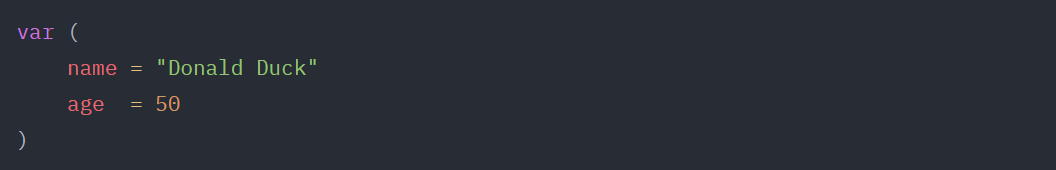 var (
    name = "Donald Duck"
    age  = 50
)